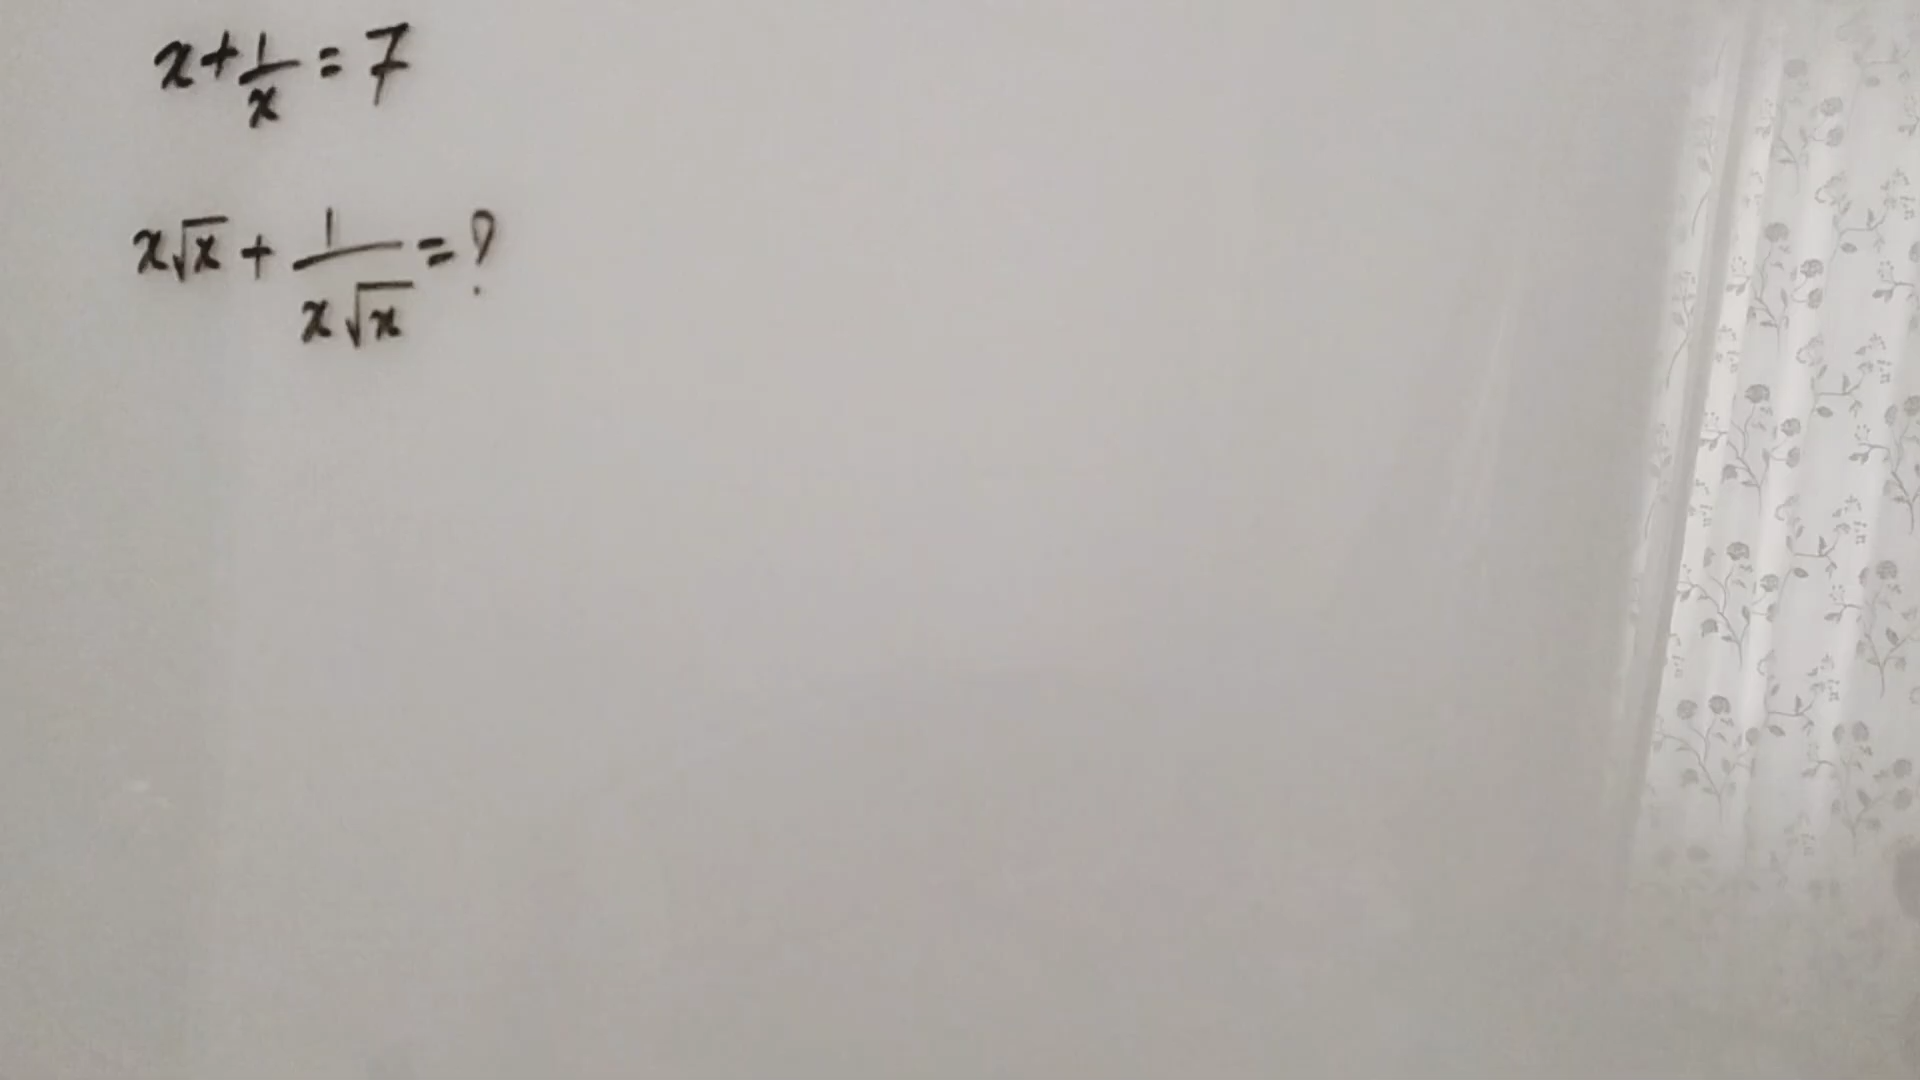 x + 1/x = 7
x√x + 1/(x√x) = ?